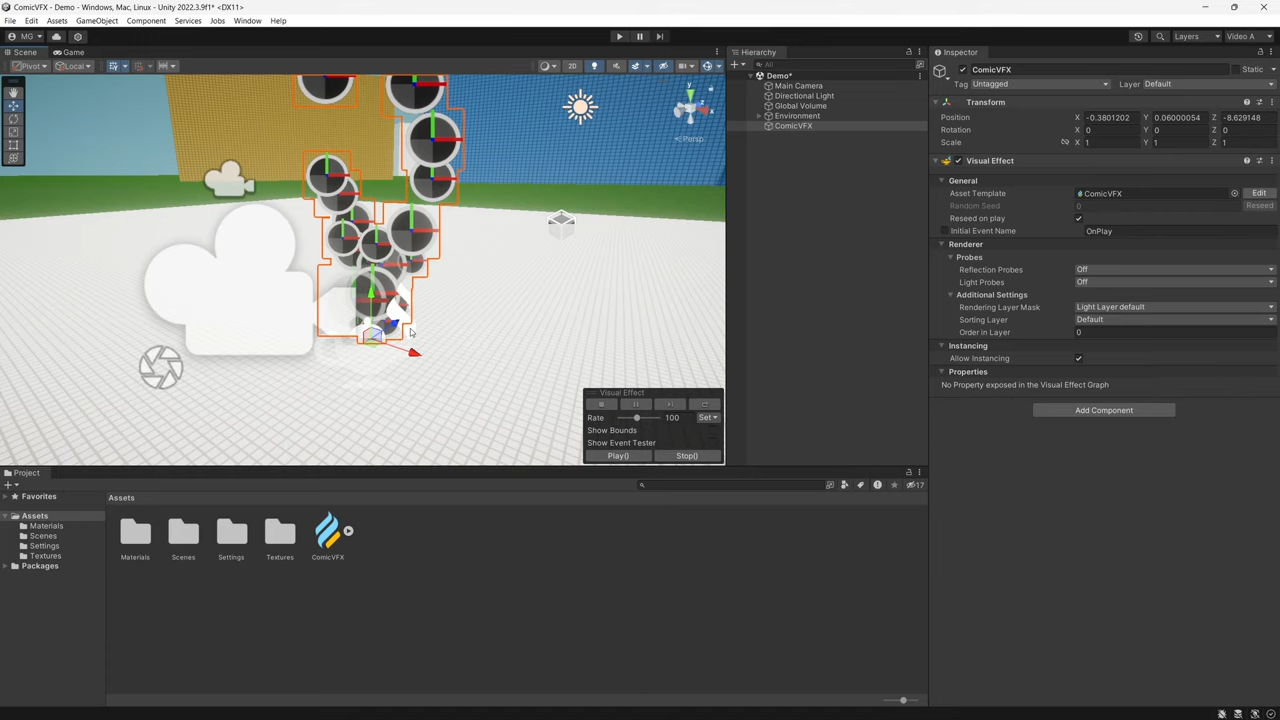 ComicVFX - Demo - Windows, Mac, Linux - Unity 2022.3.9f1* <DX11>
File Edit Assets GameObject Component Services Jobs Window Help
MG Layers Video A
Scene Game Hierarchy Inspector
Pivot Local 2D All
ComicVFX Static
Tag Untagged Layer Default
Demo*
Main Camera
Directional Light
Global Volume
Environment
ComicVFX
y
x
z
Persp
Transform
Position X -0.3801202 Y 0.06000054 Z -8.629148
Rotation X 0 Y 0 Z 0
Scale X 1 Y 1 Z 1
Visual Effect
General
Asset Template ComicVFX Edit
Random Seed 0 Reseed
Reseed on play
Initial Event Name OnPlay
Renderer
Probes
Reflection Probes Off
Light Probes Off
Additional Settings
Rendering Layer Mask Light Layer default
Sorting Layer Default
Order in Layer 0
Instancing
Allow Instancing
Properties
No Property exposed in the Visual Effect Graph
Add Component
Visual Effect
Rate 100 Set
Show Bounds
Show Event Tester
Play() Stop()
Project
17
Favorites
Assets
Materials
Scenes
Settings
Textures
Packages
Assets
Materials Scenes Settings Textures ComicVFX